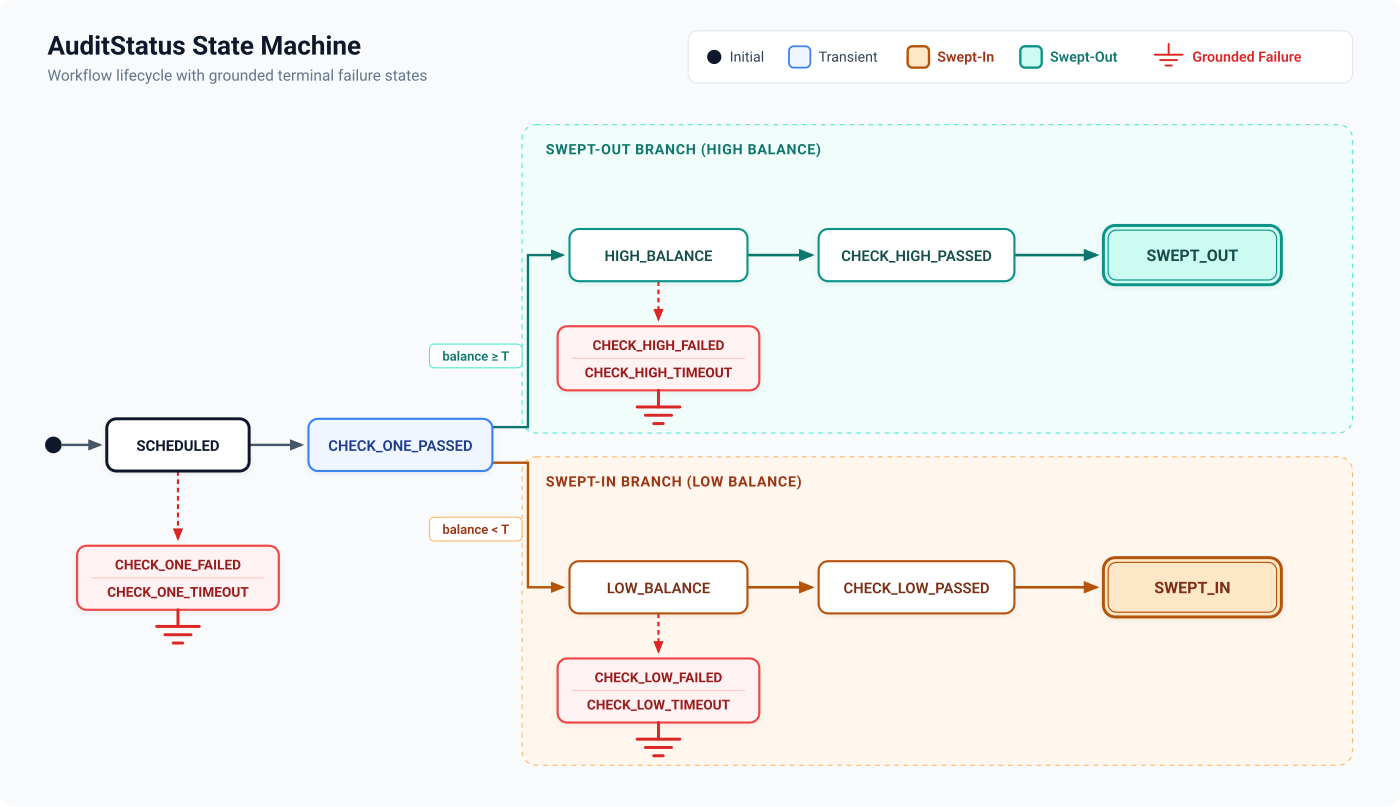 AuditStatus State Machine
Workflow lifecycle with grounded terminal failure states
Initial
Transient
Swept-In
Swept-Out
Grounded Failure
SWEPT-OUT BRANCH (HIGH BALANCE)
HIGH_BALANCE
CHECK_HIGH_PASSED
SWEPT_OUT
CHECK_HIGH_FAILED
CHECK_HIGH_TIMEOUT
balance ≥ T
SCHEDULED
CHECK_ONE_PASSED
CHECK_ONE_FAILED
CHECK_ONE_TIMEOUT
SWEPT-IN BRANCH (LOW BALANCE)
balance < T
LOW_BALANCE
CHECK_LOW_PASSED
SWEPT_IN
CHECK_LOW_FAILED
CHECK_LOW_TIMEOUT